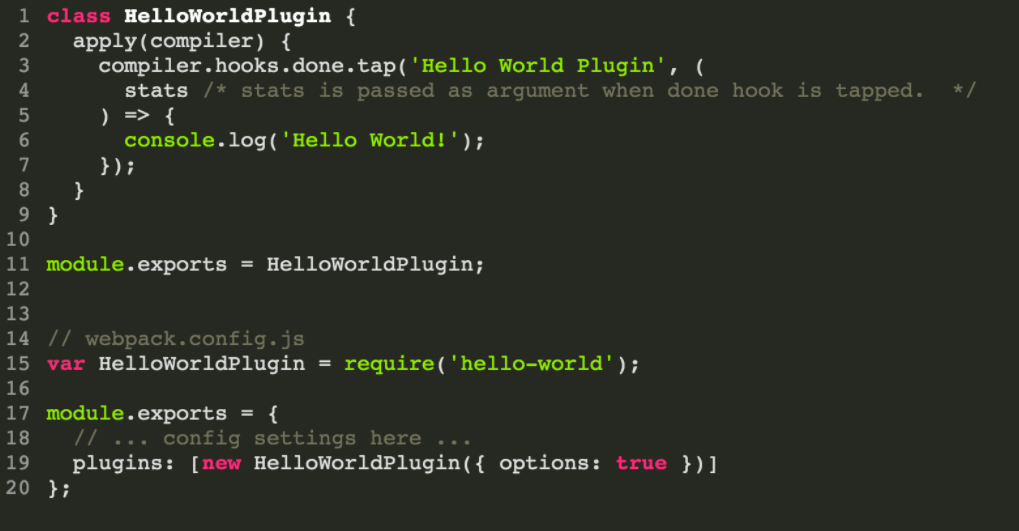 1 class HelloWorldPlugin {
2   apply(compiler) {
3     compiler.hooks.done.tap('Hello World Plugin', (
4       stats /* stats is passed as argument when done hook is tapped.  */
5     ) => {
6       console.log('Hello World!');
7     });
8   }
9 }
10
11 module.exports = HelloWorldPlugin;
12
13
14 // webpack.config.js
15 var HelloWorldPlugin = require('hello-world');
16
17 module.exports = {
18   // ... config settings here ...
19   plugins: [new HelloWorldPlugin({ options: true })]
20 };